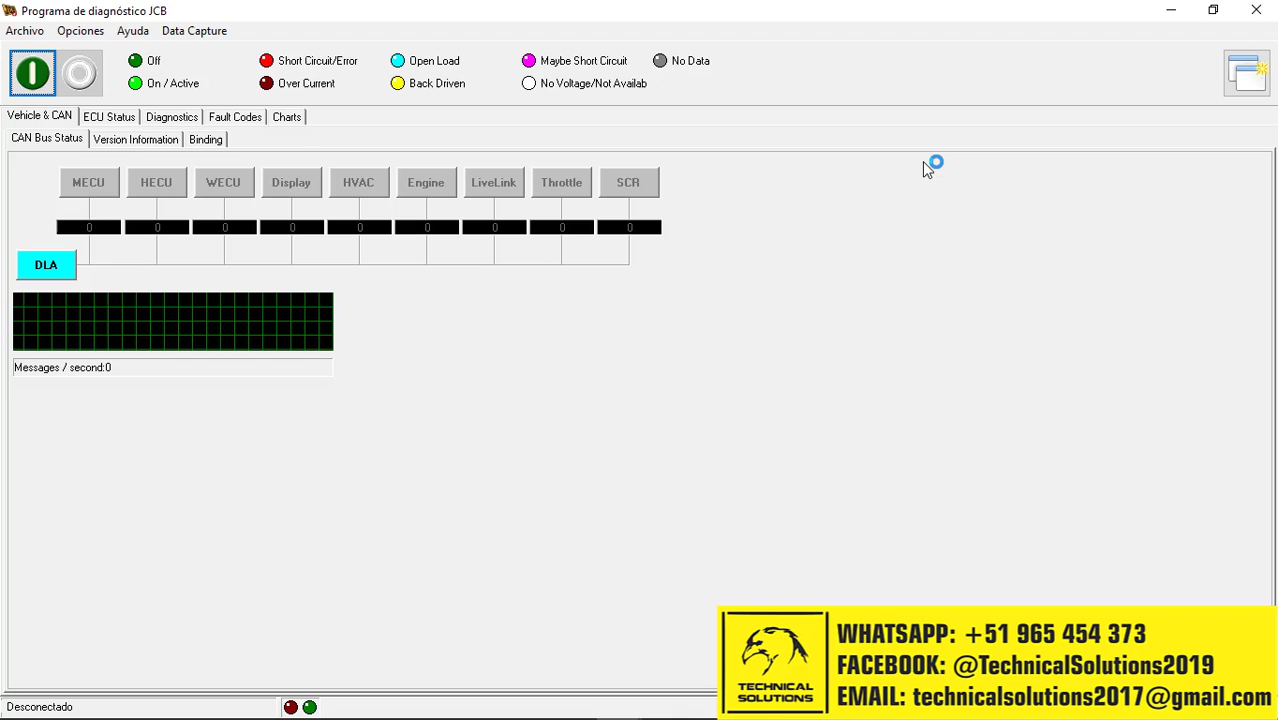 Programa de diagnóstico JCB
Archivo Opciones Ayuda Data Capture
Off Short Circuit/Error Open Load Maybe Short Circuit No Data
On / Active Over Current Back Driven No Voltage/Not Availab
Vehicle & CAN ECU Status Diagnostics Fault Codes Charts
CAN Bus Status Version Information Binding
MECU HECU WECU Display HVAC Engine LiveLink Throttle SCR
0 0 0 0 0 0 0 0 0
DLA
Messages / second:0
WHATSAPP: +51 965 454 373
FACEBOOK: @TechnicalSolutions2019
EMAIL: technicalsolutions2017@gmail.com
TECHNICAL
SOLUTIONS